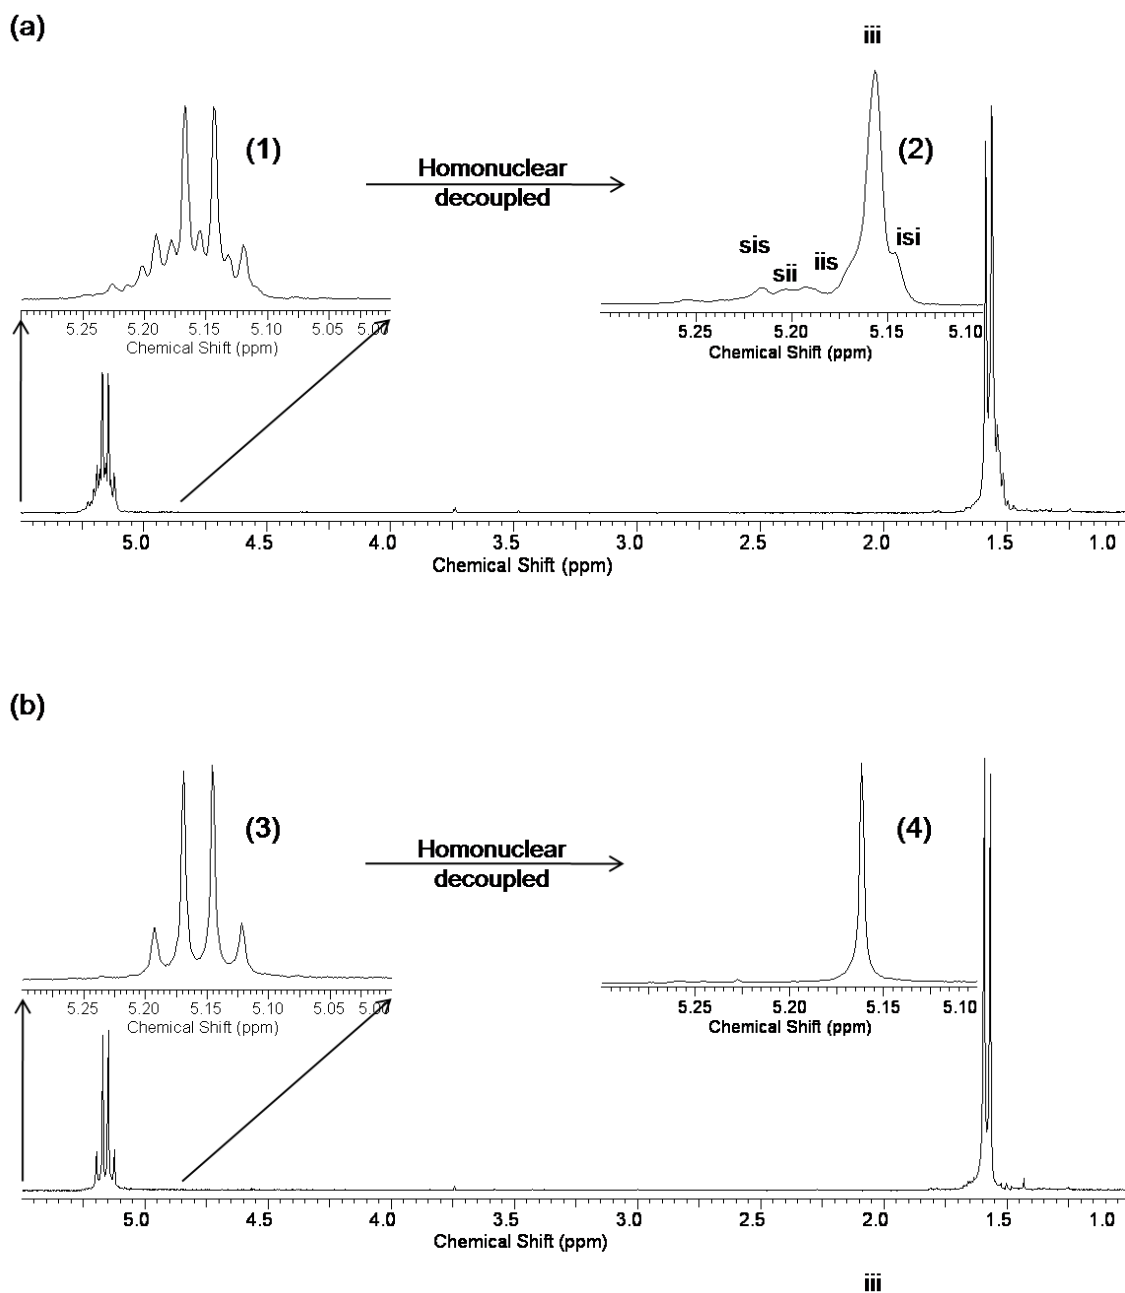 (a)
iii
(1)
Homonuclear
decoupled
(2)
sis
sii
iis
isi
5.25 5.20 5.15 5.10 5.05 5.00
Chemical Shift (ppm)
5.25 5.20 5.15 5.10
Chemical Shift (ppm)
5.0 4.5 4.0 3.5 3.0 2.5 2.0 1.5 1.0
Chemical Shift (ppm)
(b)
(3)
Homonuclear
decoupled
(4)
5.25 5.20 5.15 5.10 5.05 5.00
Chemical Shift (ppm)
5.25 5.20 5.15 5.10
Chemical Shift (ppm)
5.0 4.5 4.0 3.5 3.0 2.5 2.0 1.5 1.0
Chemical Shift (ppm)
iii